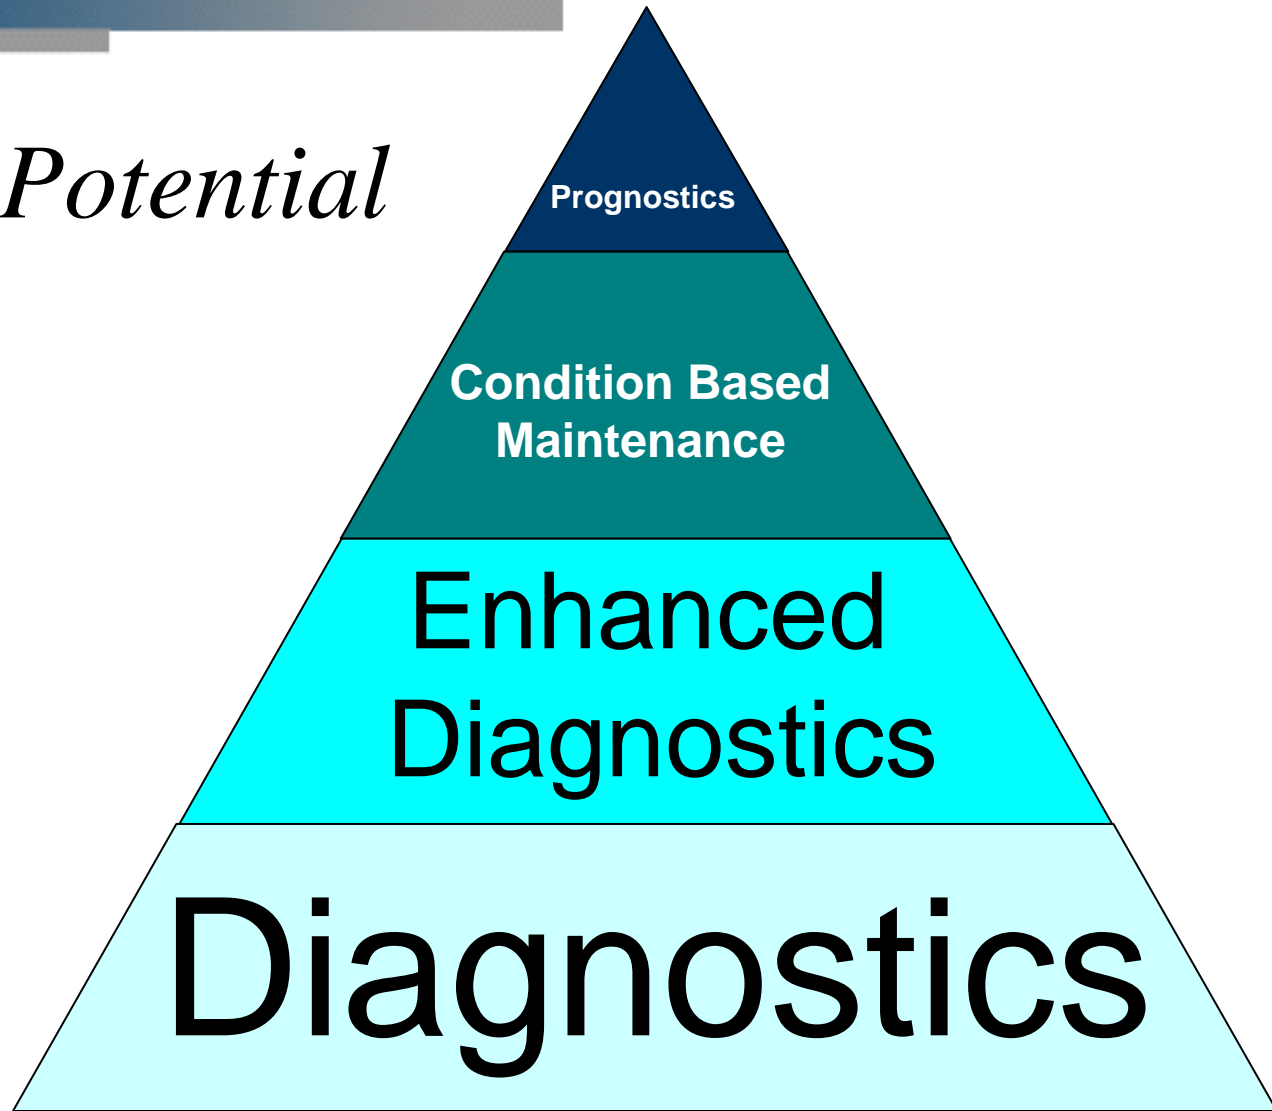 Potential
Prognostics
Condition Based
Maintenance
Enhanced
Diagnostics
Diagnostics